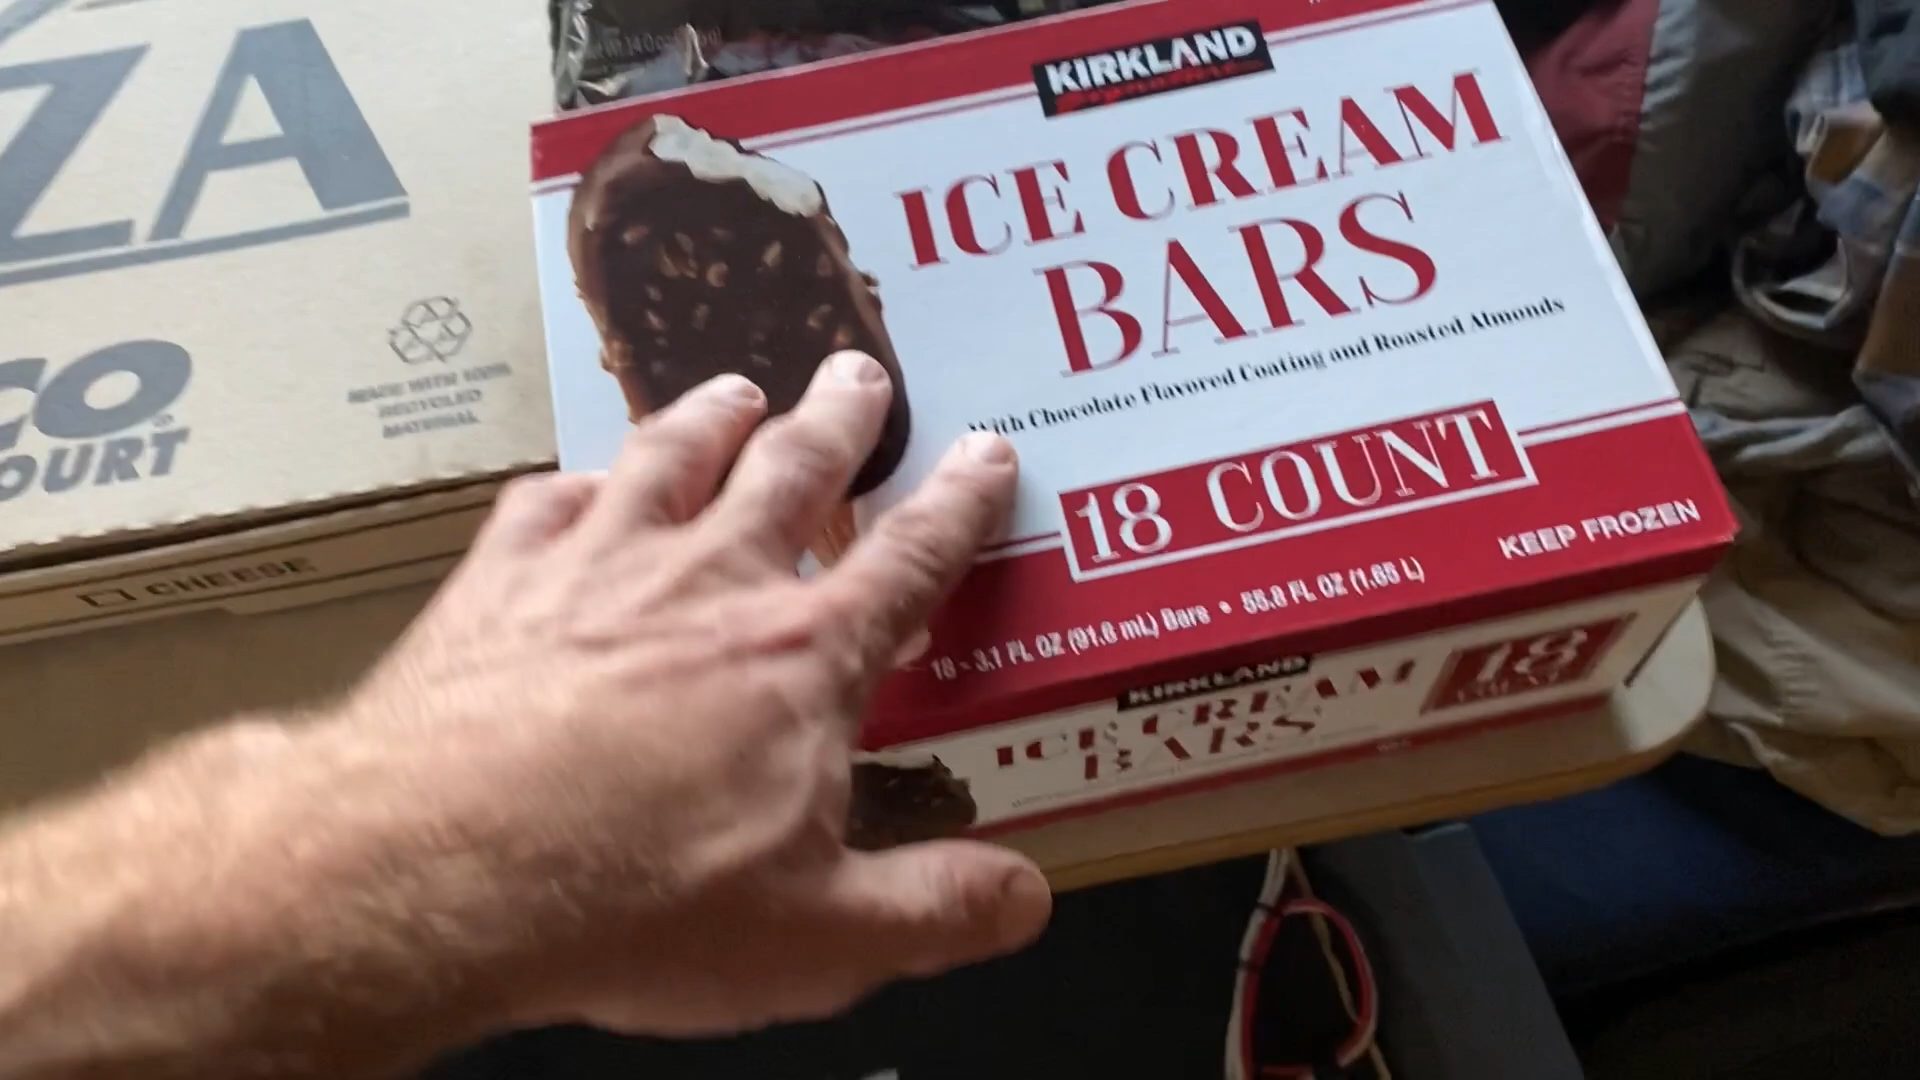 ZA
CO
OURT
MADE WITH 100%
RECYCLED
MATERIAL
CHEESE
KIRKLAND
Signature
ICE CREAM
BARS
With Chocolate Flavored Coating and Roasted Almonds
18 COUNT
KEEP FROZEN
18 - 3.1 FL OZ (91.6 mL) Bars • 55.8 FL OZ (1.65 L)
KIRKLAND
ICE CREAM
BARS
18
COUNT